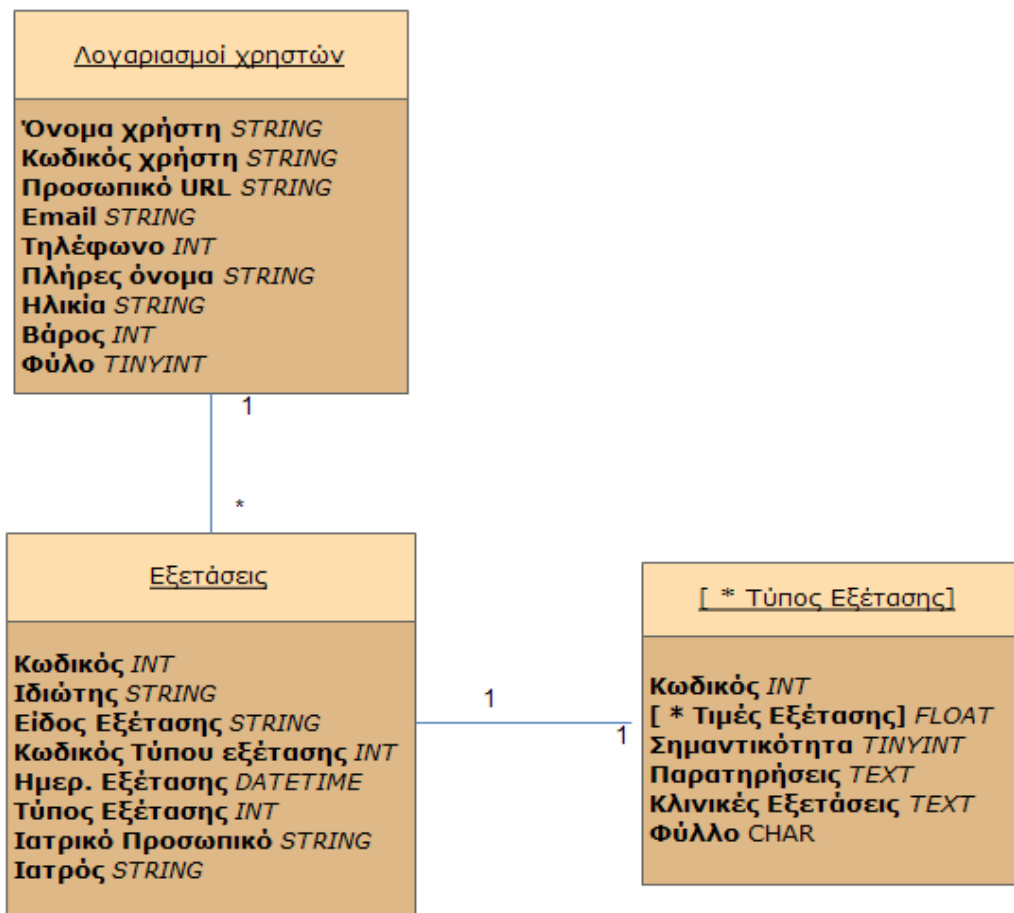 Λογαριασμοί χρηστών
Όνομα χρήστη STRING
Κωδικός χρήστη STRING
Προσωπικό URL STRING
Email STRING
Τηλέφωνο INT
Πλήρες όνομα STRING
Ηλικία STRING
Βάρος INT
Φύλο TINYINT
1
*
Εξετάσεις
Κωδικός INT
Ιδιώτης STRING
Είδος Εξέτασης STRING
Κωδικός Τύπου εξέτασης INT
Ημερ. Εξέτασης DATETIME
Τύπος Εξέτασης INT
Ιατρικό Προσωπικό STRING
Ιατρός STRING
1
1
[ * Τύπος Εξέτασης]
Κωδικός INT
[ * Τιμές Εξέτασης] FLOAT
Σημαντικότητα TINYINT
Παρατηρήσεις TEXT
Κλινικές Εξετάσεις TEXT
Φύλλο CHAR